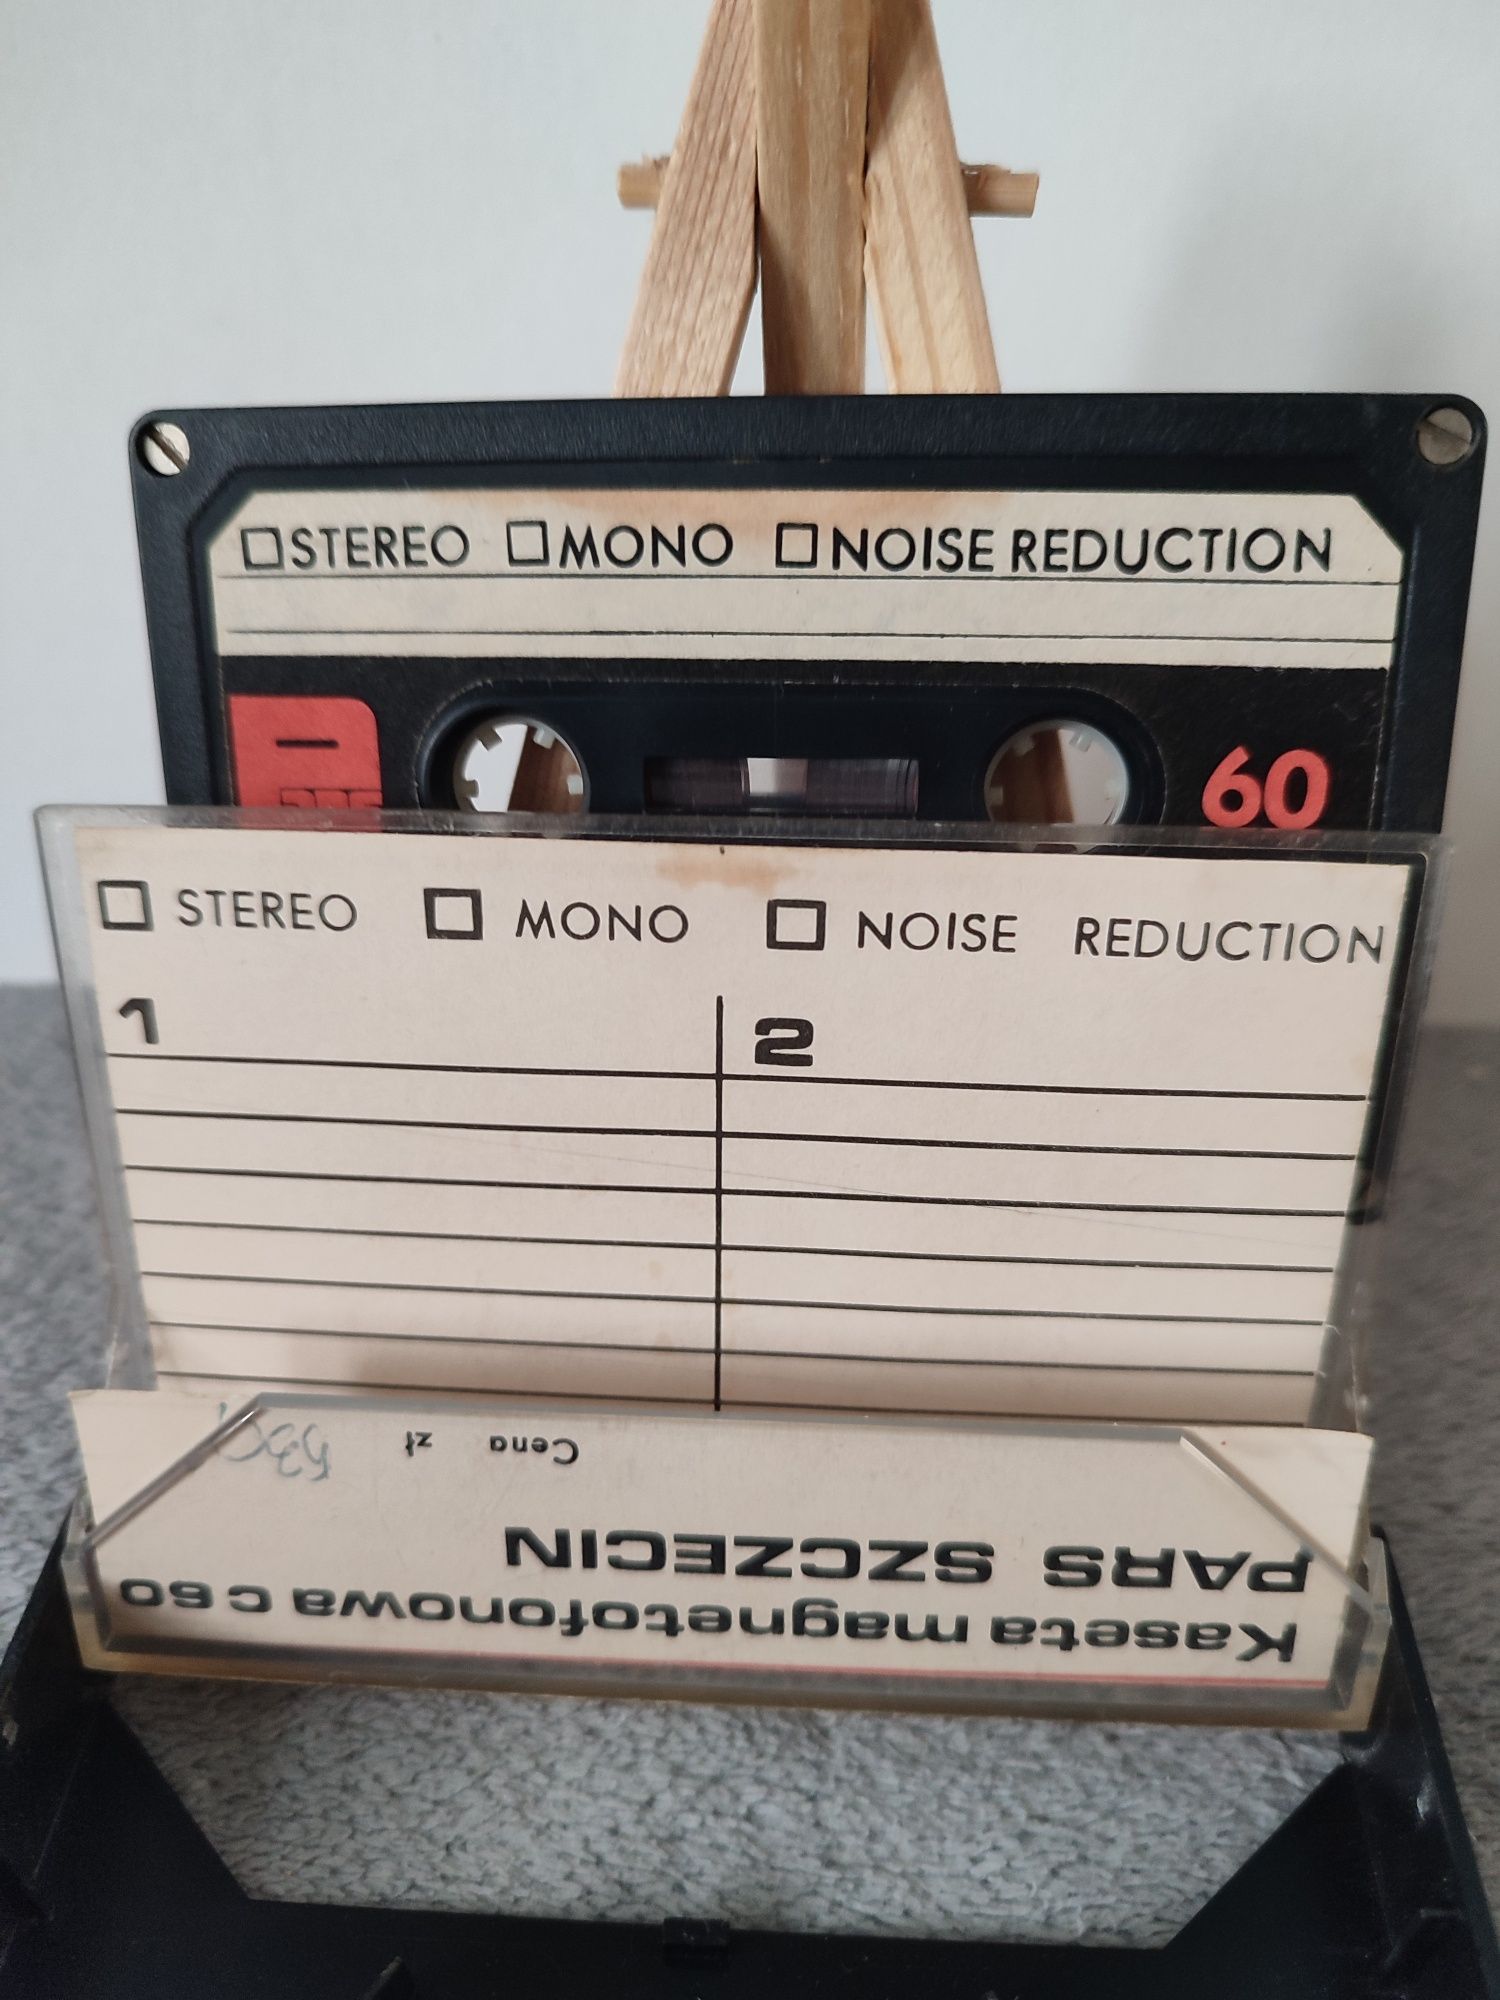 ☐ STEREO ☐ MONO ☐ NOISE REDUCTION
60
☐ STEREO ☐ MONO ☐ NOISE REDUCTION
1 2
Kaseta magnetofonowa c 60
PARS SZCZECIN
Cena zł